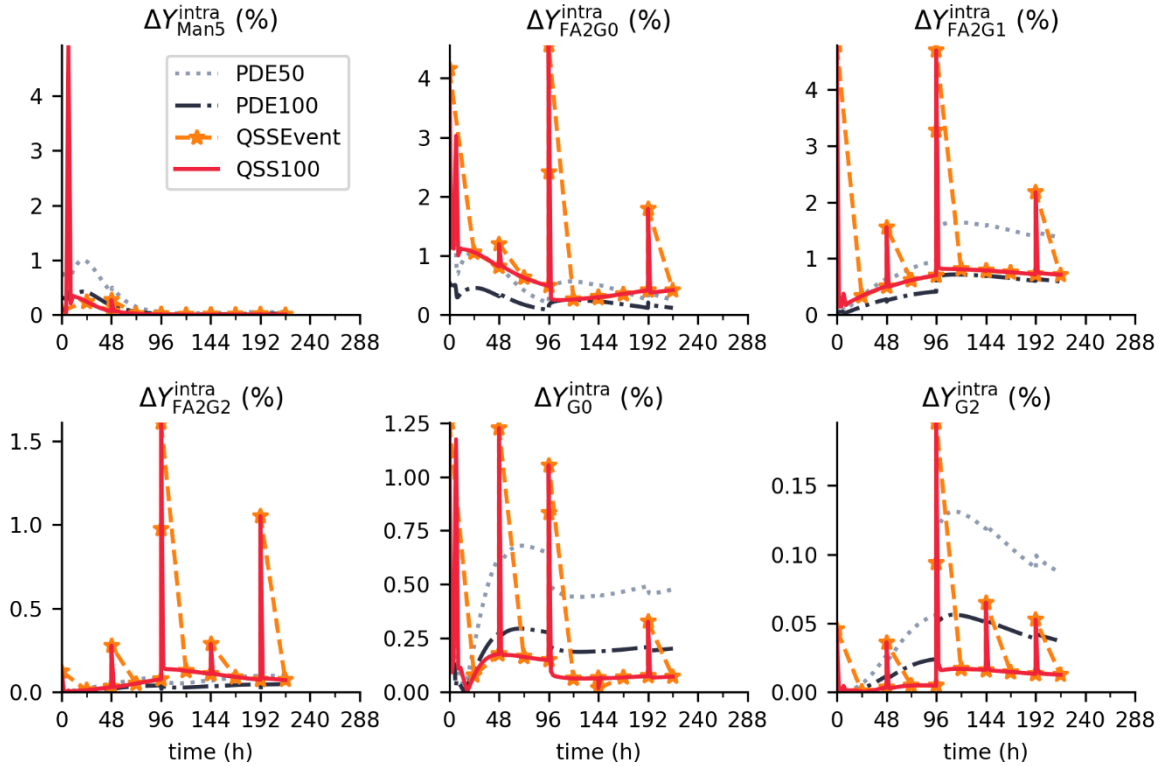 ΔY^intra_Man5 (%) ΔY^intra_FA2G0 (%) ΔY^intra_FA2G1 (%)
4
3
2
1
0
0 48 96 144 192 240 288
PDE50
PDE100
QSSEvent
QSS100
4
3
2
1
0
0 48 96 144 192 240 288
4
3
2
1
0
0 48 96 144 192 240 288
ΔY^intra_FA2G2 (%) ΔY^intra_G0 (%) ΔY^intra_G2 (%)
1.5
1.0
0.5
0.0
0 48 96 144 192 240 288
time (h)
1.25
1.00
0.75
0.50
0.25
0.00
0 48 96 144 192 240 288
time (h)
0.15
0.10
0.05
0.00
0 48 96 144 192 240 288
time (h)